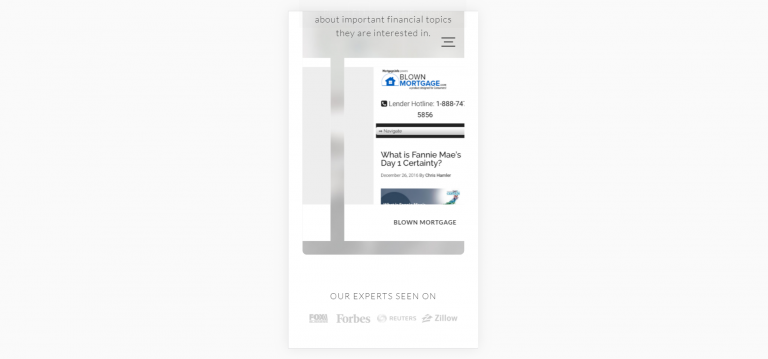 about important financial topics
they are interested in.
BLOWN
MORTGAGE.com
Lender Hotline: 1-888-747
5856
Navigate
What is Fannie Mae's
Day 1 Certainty?
December 26, 2016 By Chris Hamler
BLOWN MORTGAGE
OUR EXPERTS SEEN ON
FOX
Forbes
REUTERS
Zillow